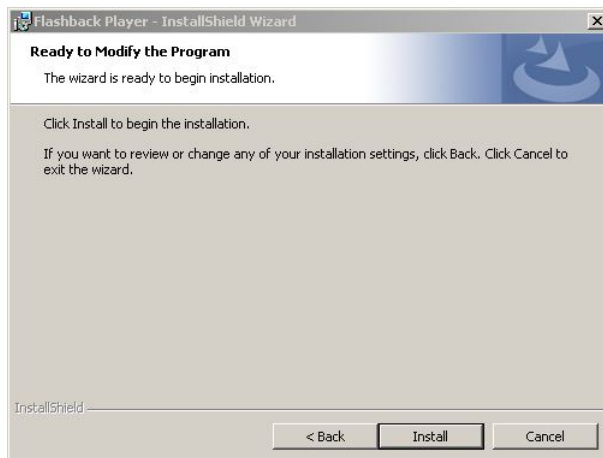 Flashback Player - InstallShield Wizard
Ready to Modify the Program
The wizard is ready to begin installation.
Click Install to begin the installation.
If you want to review or change any of your installation settings, click Back. Click Cancel to
exit the wizard.
InstallShield
< Back Install Cancel